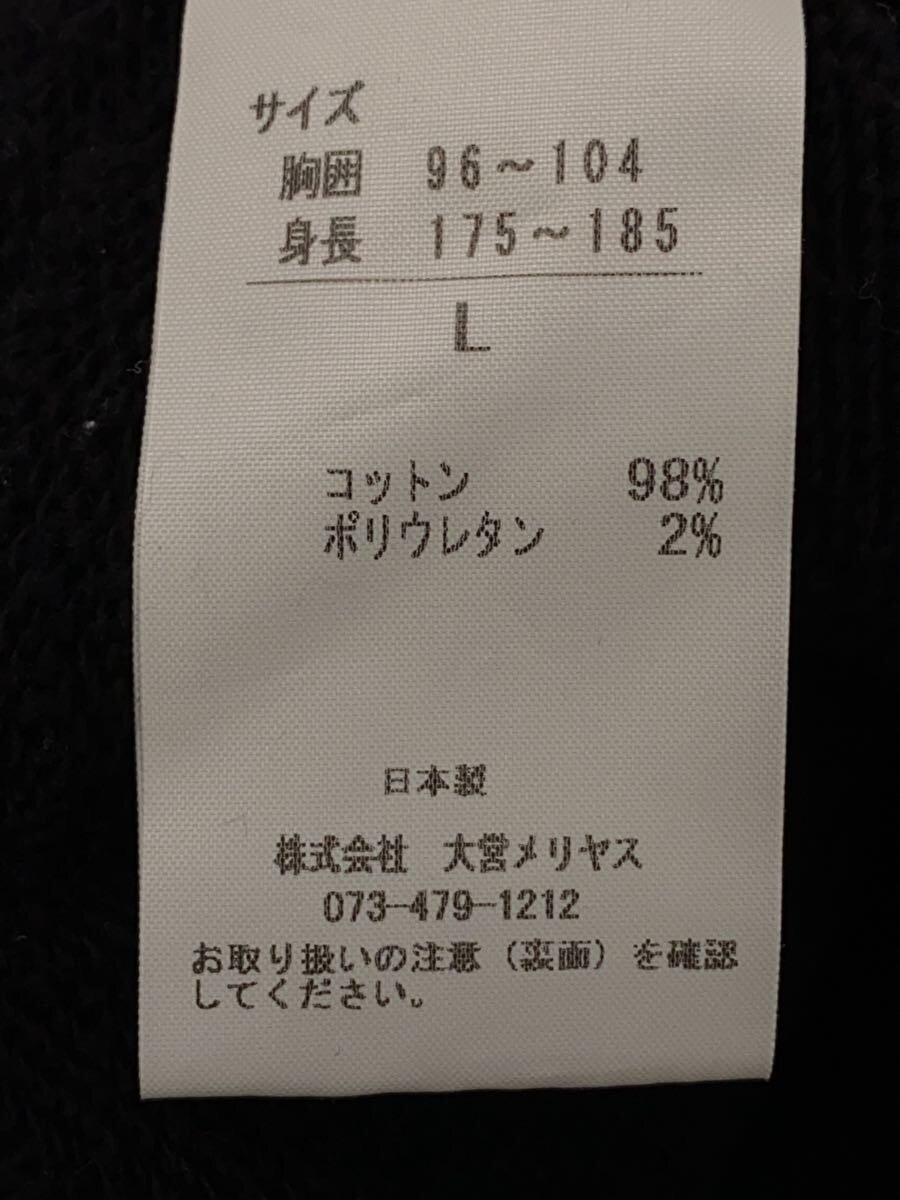 サイズ
胸囲 96～104
身長 175～185
L
コットン 98%
ポリウレタン 2%
日本製
株式会社 大営メリヤス
073-479-1212
お取り扱いの注意（裏面）を確認
してください。